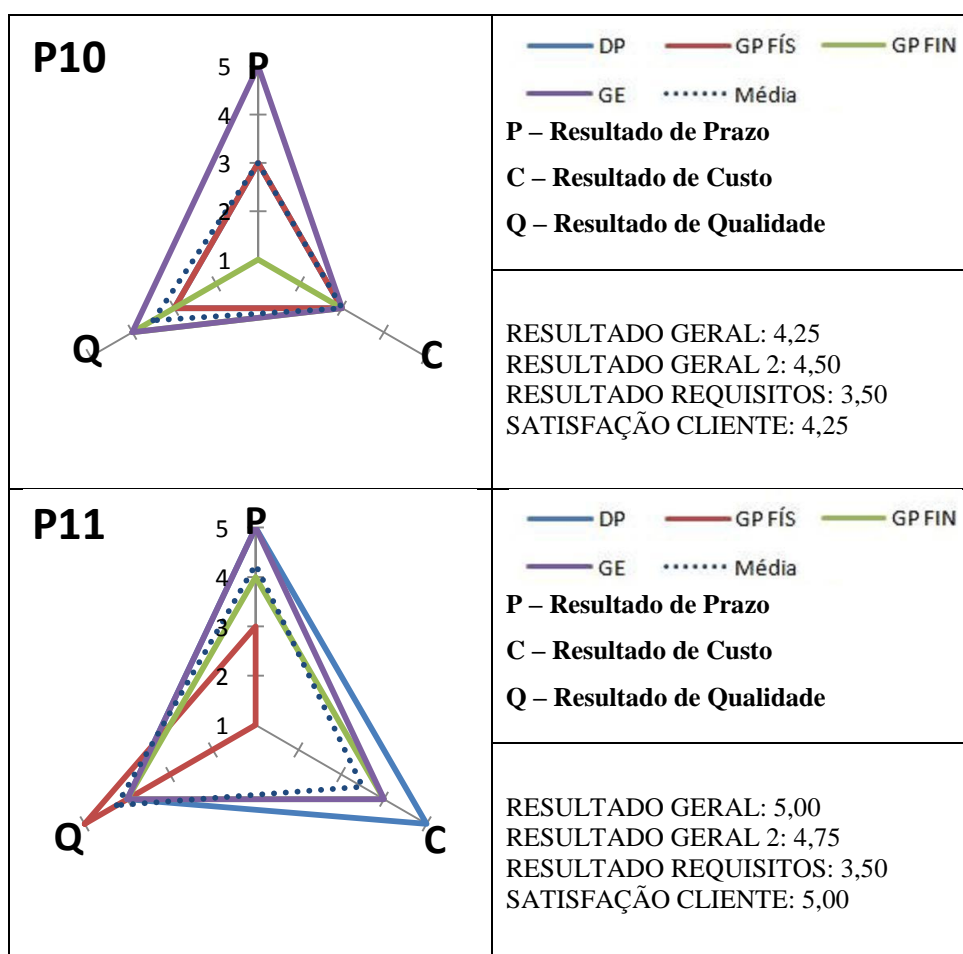 P10
5
P
4
3
2
1
Q
C
DP GP FÍS GP FIN
GE Média
P – Resultado de Prazo
C – Resultado de Custo
Q – Resultado de Qualidade
RESULTADO GERAL: 4,25
RESULTADO GERAL 2: 4,50
RESULTADO REQUISITOS: 3,50
SATISFAÇÃO CLIENTE: 4,25
P11
5
P
4
3
2
1
Q
C
DP GP FÍS GP FIN
GE Média
P – Resultado de Prazo
C – Resultado de Custo
Q – Resultado de Qualidade
RESULTADO GERAL: 5,00
RESULTADO GERAL 2: 4,75
RESULTADO REQUISITOS: 3,50
SATISFAÇÃO CLIENTE: 5,00